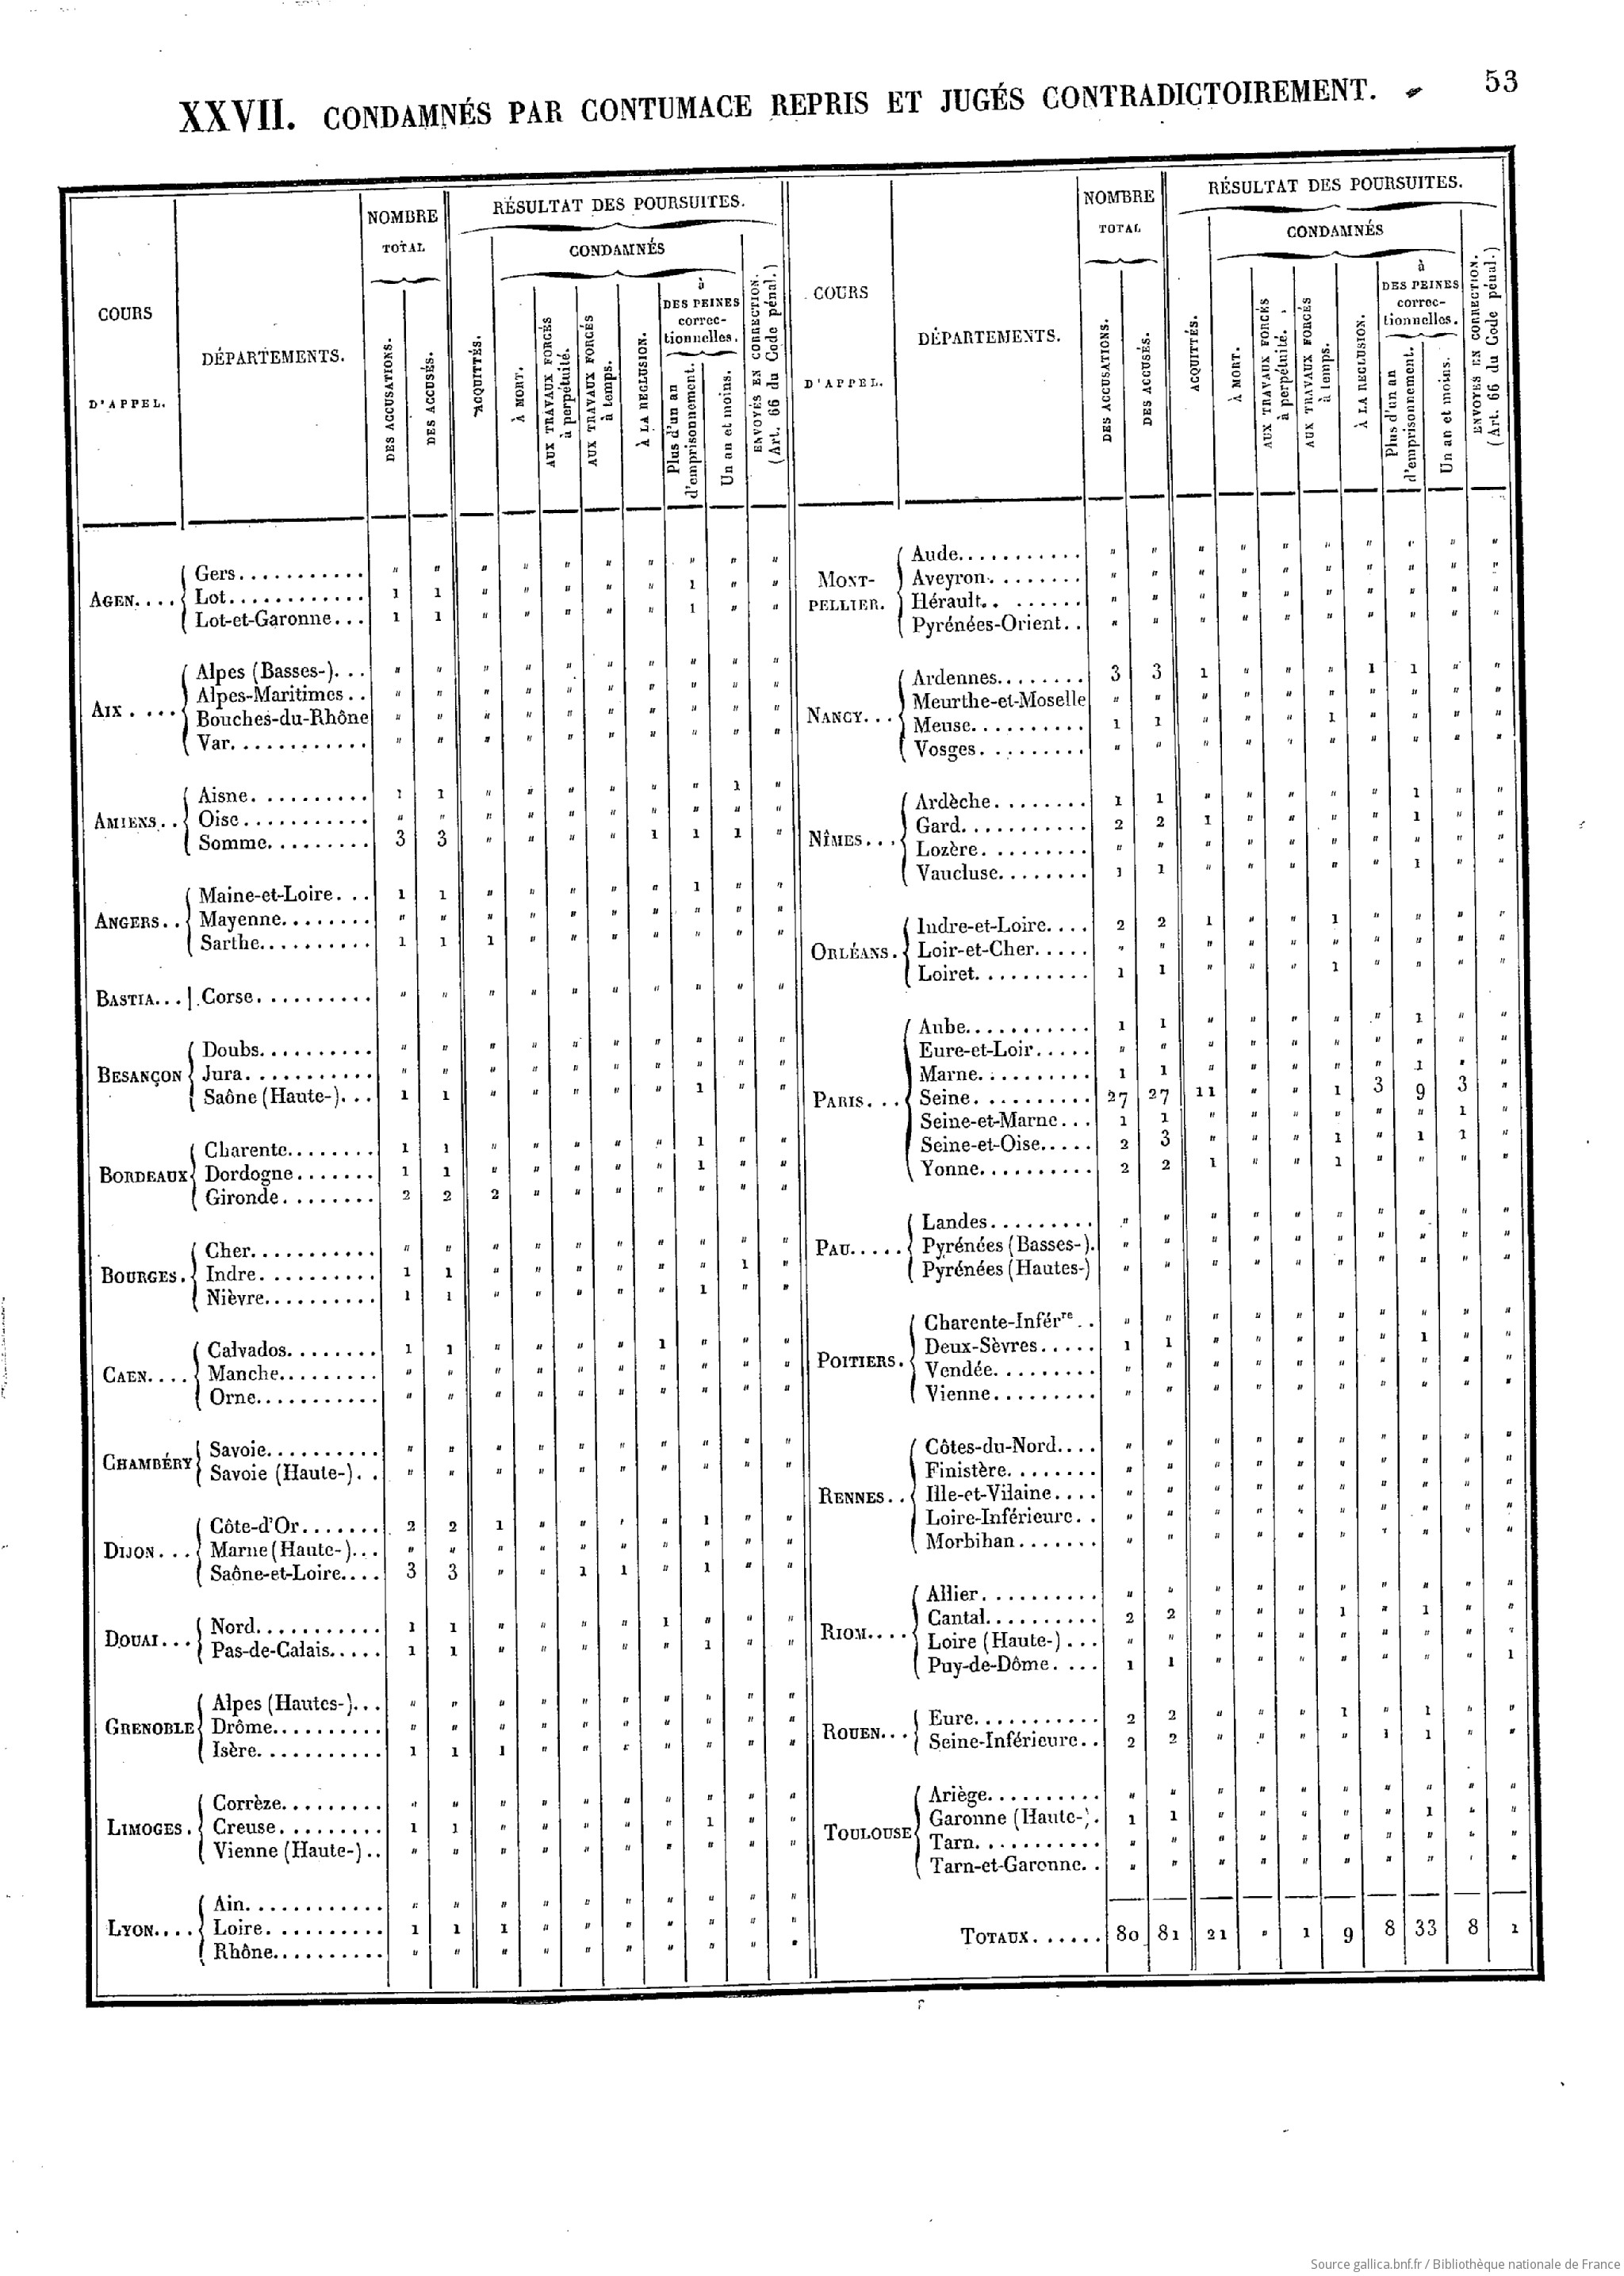 53
XXVII. CONDAMNÉS PAR CONTUMACE REPRIS ET JUGÉS CONTRADICTOIREMENT.
COURS D'APPEL. | DÉPARTEMENTS. | NOMBRE TOTAL | RÉSULTAT DES POURSUITES.
CONDAMNÉS
à DES PEINES correctionnelles.
DES ACCUSATIONS. | DES ACCUSÉS. | ACQUITTÉS. | À MORT. | AUX TRAVAUX FORCÉS à perpétuité. | AUX TRAVAUX FORCÉS à temps. | À LA RECLUSION. | Plus d'un an d'emprisonnement. | Un an et moins. | ENVOYÉS EN CORRECTION. (Art. 66 du Code pénal.)
AGEN....
Gers........... " " " " " " " " " "
Lot............ 1 1 " " " " " 1 " "
Lot-et-Garonne... 1 1 " " " " " 1 " "
AIX....
Alpes (Basses-)... " " " " " " " " " "
Alpes-Maritimes.. " " " " " " " " " "
Bouches-du-Rhône " " " " " " " " " "
Var............ " " " " " " " " " "
AMIENS..
Aisne.......... 1 1 " " " " " " 1 "
Oise........... " " " " " " " " " "
Somme......... 3 3 " " " " 1 1 1 "
ANGERS..
Maine-et-Loire... 1 1 " " " " " 1 " "
Mayenne........ " " " " " " " " " "
Sarthe.......... 1 1 1 " " " " " " "
BASTIA...
Corse.......... " " " " " " " " " "
BESANÇON
Doubs.......... " " " " " " " " " "
Jura........... " " " " " " " " " "
Saône (Haute-)... 1 1 " " " " " 1 " "
BORDEAUX
Charente........ 1 1 " " " " " 1 " "
Dordogne....... 1 1 " " " " " 1 " "
Gironde........ 2 2 2 " " " " " " "
BOURGES.
Cher........... " " " " " " " " " "
Indre.......... 1 1 " " " " " " 1 "
Nièvre.......... 1 1 " " " " " 1 " "
CAEN....
Calvados........ 1 1 " " " " 1 " " "
Manche......... " " " " " " " " " "
Orne........... " " " " " " " " " "
CHAMBÉRY
Savoie.......... " " " " " " " " " "
Savoie (Haute-).. " " " " " " " " " "
DIJON...
Côte-d'Or....... 2 2 1 " " " " 1 " "
Marne (Haute-)... " " " " " " " " " "
Saône-et-Loire.... 3 3 " " 1 1 " 1 " "
DOUAI...
Nord........... 1 1 " " " " 1 " " "
Pas-de-Calais..... 1 1 " " " " " 1 " "
GRENOBLE
Alpes (Hautes-)... " " " " " " " " " "
Drôme.......... " " " " " " " " " "
Isère........... 1 1 1 " " " " " " "
LIMOGES.
Corrèze......... " " " " " " " " " "
Creuse......... 1 1 " " " " " 1 " "
Vienne (Haute-).. " " " " " " " " " "
LYON....
Ain............ " " " " " " " " " "
Loire.......... 1 1 1 " " " " " " "
Rhône.......... " " " " " " " " " "
COURS D'APPEL. | DÉPARTEMENTS. | NOMBRE TOTAL | RÉSULTAT DES POURSUITES.
CONDAMNÉS
à DES PEINES correctionnelles.
DES ACCUSATIONS. | DES ACCUSÉS. | ACQUITTÉS. | À MORT. | AUX TRAVAUX FORCÉS à perpétuité. | AUX TRAVAUX FORCÉS à temps. | À LA RECLUSION. | Plus d'un an d'emprisonnement. | Un an et moins. | ENVOYÉS EN CORRECTION. (Art. 66 du Code pénal.)
MONTPELLIER.
Aude........... " " " " " " " " " "
Aveyron........ " " " " " " " " " "
Hérault........ " " " " " " " " " "
Pyrénées-Orient.. " " " " " " " " " "
NANCY...
Ardennes........ 3 3 1 " " " 1 1 " "
Meurthe-et-Moselle " " " " " " " " " "
Meuse.......... 1 1 " " " 1 " " " "
Vosges......... " " " " " " " " " "
NÎMES...
Ardèche........ 1 1 " " " " " 1 " "
Gard........... 2 2 1 " " " " 1 " "
Lozère......... " " " " " " " " " "
Vaucluse........ 1 1 " " " " " 1 " "
ORLÉANS.
Indre-et-Loire.... 2 2 1 " " 1 " " " "
Loir-et-Cher..... " " " " " " " " " "
Loiret.......... 1 1 " " " 1 " " " "
PARIS...
Aube........... 1 1 " " " " " 1 " "
Eure-et-Loir..... " " " " " " " " " "
Marne.......... 1 1 " " " " " 1 " "
Seine.......... 27 27 11 " " 1 3 9 3 "
Seine-et-Marne... 1 1 " " " " " " 1 "
Seine-et-Oise..... 2 3 " " " 1 " 1 1 "
Yonne.......... 2 2 1 " " 1 " " " "
PAU.....
Landes......... " " " " " " " " " "
Pyrénées (Basses-). " " " " " " " " " "
Pyrénées (Hautes-) " " " " " " " " " "
POITIERS.
Charente-Infér^re.. " " " " " " " " " "
Deux-Sèvres..... 1 1 " " " " " 1 " "
Vendée......... " " " " " " " " " "
Vienne......... " " " " " " " " " "
RENNES..
Côtes-du-Nord.... " " " " " " " " " "
Finistère........ " " " " " " " " " "
Ille-et-Vilaine.... " " " " " " " " " "
Loire-Inférieure.. " " " " " " " " " "
Morbihan....... " " " " " " " " " "
RIOM....
Allier.......... " " " " " " " " " "
Cantal.......... 2 2 " " " 1 " 1 " "
Loire (Haute-)... " " " " " " " " " "
Puy-de-Dôme.... 1 1 " " " " " " " 1
ROUEN...
Eure........... 2 2 " " " 1 " 1 " "
Seine-Inférieure.. 2 2 " " " " 1 1 " "
TOULOUSE
Ariège.......... " " " " " " " " " "
Garonne (Haute-). 1 1 " " " " " 1 " "
Tarn........... " " " " " " " " " "
Tarn-et-Garonne.. " " " " " " " " " "
TOTAUX...... 80 81 21 " 1 9 8 33 8 1
Source gallica.bnf.fr / Bibliothèque nationale de France